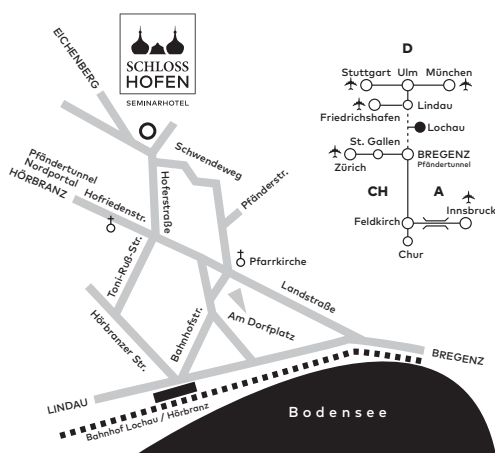 SCHLOSS
HOFEN
SEMINARHOTEL
EICHENBERG
Schwendeweg
Pfändertunnel
Nordportal
HÖRBRANZ
Hofriedenstr.
Hoferstraße
Pfänderstr.
Pfarrkirche
Toni-Ruß-Str.
Hörbranzer Str.
Bahnhofstr.
Am Dorfplatz
Landstraße
LINDAU
Bahnhof Lochau / Hörbranz
BREGENZ
Bodensee
D
Stuttgart
Ulm
München
Friedrichshafen
Lindau
Lochau
St. Gallen
Zürich
BREGENZ
Pfändertunnel
CH
A
Innsbruck
Feldkirch
Chur